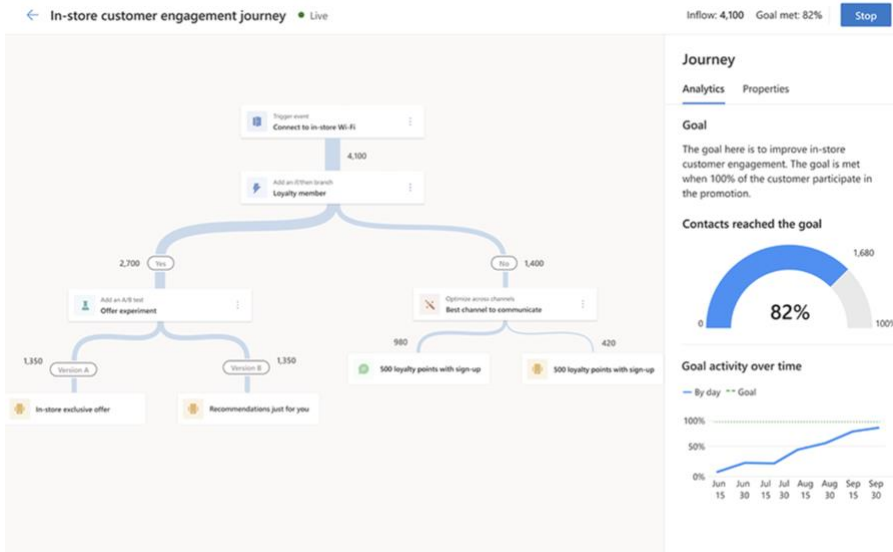 In-store customer engagement journey
Live
Inflow: 4,100
Goal met: 82%
Stop
Trigger event
Connect to in-store Wi-Fi
4,100
Add an if/then branch
Loyalty member
2,700
Yes
No
1,400
Add an A/B test
Offer experiment
Optimize across channels
Best channel to communicate
1,350
Version A
Version B
1,350
980
420
500 loyalty points with sign-up
500 loyalty points with sign-up
In-store exclusive offer
Recommendations just for you
Journey
Analytics
Properties
Goal
The goal here is to improve in-store
customer engagement. The goal is met
when 100% of the customer participate in
the promotion.
Contacts reached the goal
1,680
82%
0
100%
Goal activity over time
By day
Goal
100%
50%
0%
Jun 15
Jun 30
Jul 15
Jul 30
Aug 15
Aug 30
Sep 15
Sep 30